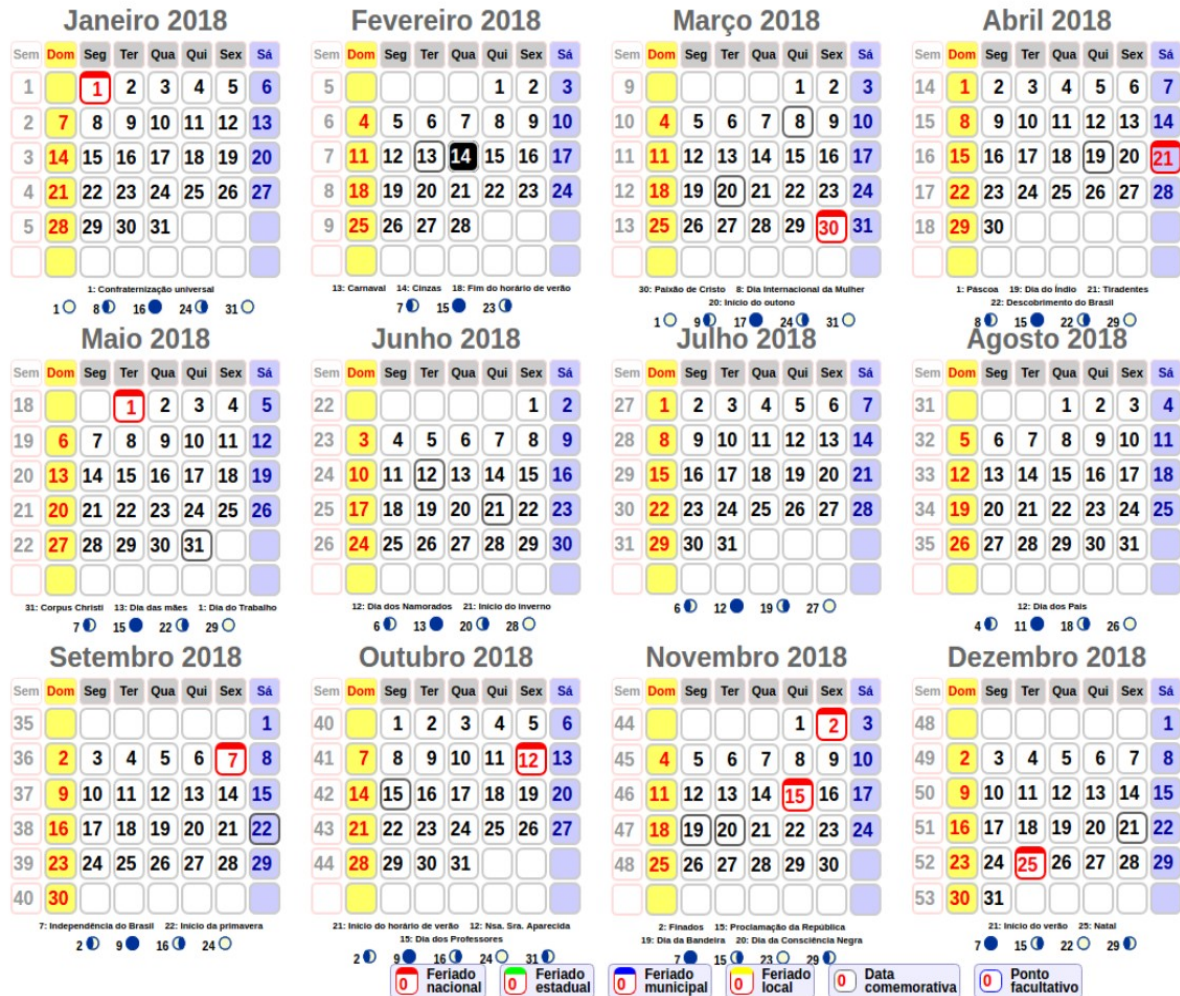 Janeiro 2018
Sem Dom Seg Ter Qua Qui Sex Sá
1 1 2 3 4 5 6
2 7 8 9 10 11 12 13
3 14 15 16 17 18 19 20
4 21 22 23 24 25 26 27
5 28 29 30 31
1: Confraternização universal
1 8 16 24 31
Fevereiro 2018
Sem Dom Seg Ter Qua Qui Sex Sá
5 1 2 3
6 4 5 6 7 8 9 10
7 11 12 13 14 15 16 17
8 18 19 20 21 22 23 24
9 25 26 27 28
13: Carnaval 14: Cinzas 18: Fim do horário de verão
7 15 23
Março 2018
Sem Dom Seg Ter Qua Qui Sex Sá
9 1 2 3
10 4 5 6 7 8 9 10
11 11 12 13 14 15 16 17
12 18 19 20 21 22 23 24
13 25 26 27 28 29 30 31
30: Paixão de Cristo 8: Dia Internacional da Mulher
20: Início do outono
1 9 17 24 31
Abril 2018
Sem Dom Seg Ter Qua Qui Sex Sá
14 1 2 3 4 5 6 7
15 8 9 10 11 12 13 14
16 15 16 17 18 19 20 21
17 22 23 24 25 26 27 28
18 29 30
1: Páscoa 19: Dia do Índio 21: Tiradentes
22: Descobrimento do Brasil
8 15 22 29
Maio 2018
Sem Dom Seg Ter Qua Qui Sex Sá
18 1 2 3 4 5
19 6 7 8 9 10 11 12
20 13 14 15 16 17 18 19
21 20 21 22 23 24 25 26
22 27 28 29 30 31
31: Corpus Christi 13: Dia das mães 1: Dia do Trabalho
7 15 22 29
Junho 2018
Sem Dom Seg Ter Qua Qui Sex Sá
22 1 2
23 3 4 5 6 7 8 9
24 10 11 12 13 14 15 16
25 17 18 19 20 21 22 23
26 24 25 26 27 28 29 30
12: Dia dos Namorados 21: Início do inverno
6 13 20 28
Julho 2018
Sem Dom Seg Ter Qua Qui Sex Sá
27 1 2 3 4 5 6 7
28 8 9 10 11 12 13 14
29 15 16 17 18 19 20 21
30 22 23 24 25 26 27 28
31 29 30 31
6 12 19 27
Agosto 2018
Sem Dom Seg Ter Qua Qui Sex Sá
31 1 2 3 4
32 5 6 7 8 9 10 11
33 12 13 14 15 16 17 18
34 19 20 21 22 23 24 25
35 26 27 28 29 30 31
12: Dia dos Pais
4 11 18 26
Setembro 2018
Sem Dom Seg Ter Qua Qui Sex Sá
35 1
36 2 3 4 5 6 7 8
37 9 10 11 12 13 14 15
38 16 17 18 19 20 21 22
39 23 24 25 26 27 28 29
40 30
7: Independência do Brasil 22: Início da primavera
2 9 16 24
Outubro 2018
Sem Dom Seg Ter Qua Qui Sex Sá
40 1 2 3 4 5 6
41 7 8 9 10 11 12 13
42 14 15 16 17 18 19 20
43 21 22 23 24 25 26 27
44 28 29 30 31
21: Início do horário de verão 12: Nsa. Sra. Aparecida
15: Dia dos Professores
2 9 16 24 31
Novembro 2018
Sem Dom Seg Ter Qua Qui Sex Sá
44 1 2 3
45 4 5 6 7 8 9 10
46 11 12 13 14 15 16 17
47 18 19 20 21 22 23 24
48 25 26 27 28 29 30
2: Finados 15: Proclamação da República
19: Dia da Bandeira 20: Dia da Consciência Negra
7 15 23 29
Dezembro 2018
Sem Dom Seg Ter Qua Qui Sex Sá
48 1
49 2 3 4 5 6 7 8
50 9 10 11 12 13 14 15
51 16 17 18 19 20 21 22
52 23 24 25 26 27 28 29
53 30 31
21: Início do verão 25: Natal
7 15 22 29
0 Feriado nacional
0 Feriado estadual
0 Feriado municipal
0 Feriado local
0 Data comemorativa
0 Ponto facultativo